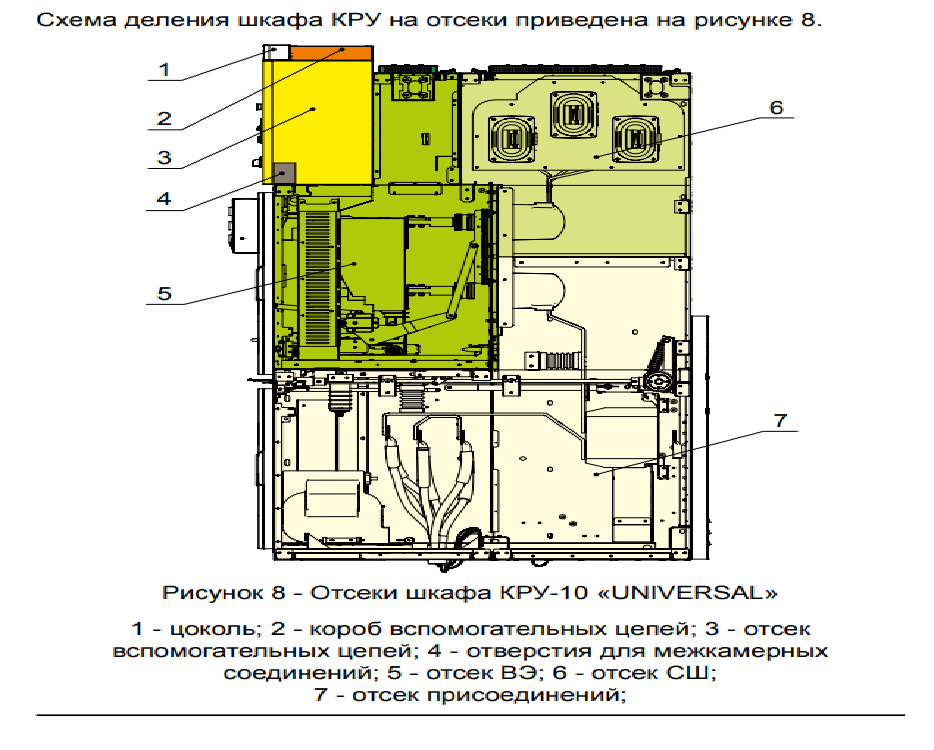 Схема деления шкафа КРУ на отсеки приведена на рисунке 8.
1
2
3
4
5
6
7
Рисунок 8 - Отсеки шкафа КРУ-10 «UNIVERSAL»
1 - цоколь; 2 - короб вспомогательных цепей; 3 - отсек
вспомогательных цепей; 4 - отверстия для межкамерных
соединений; 5 - отсек ВЭ; 6 - отсек СШ;
7 - отсек присоединений;